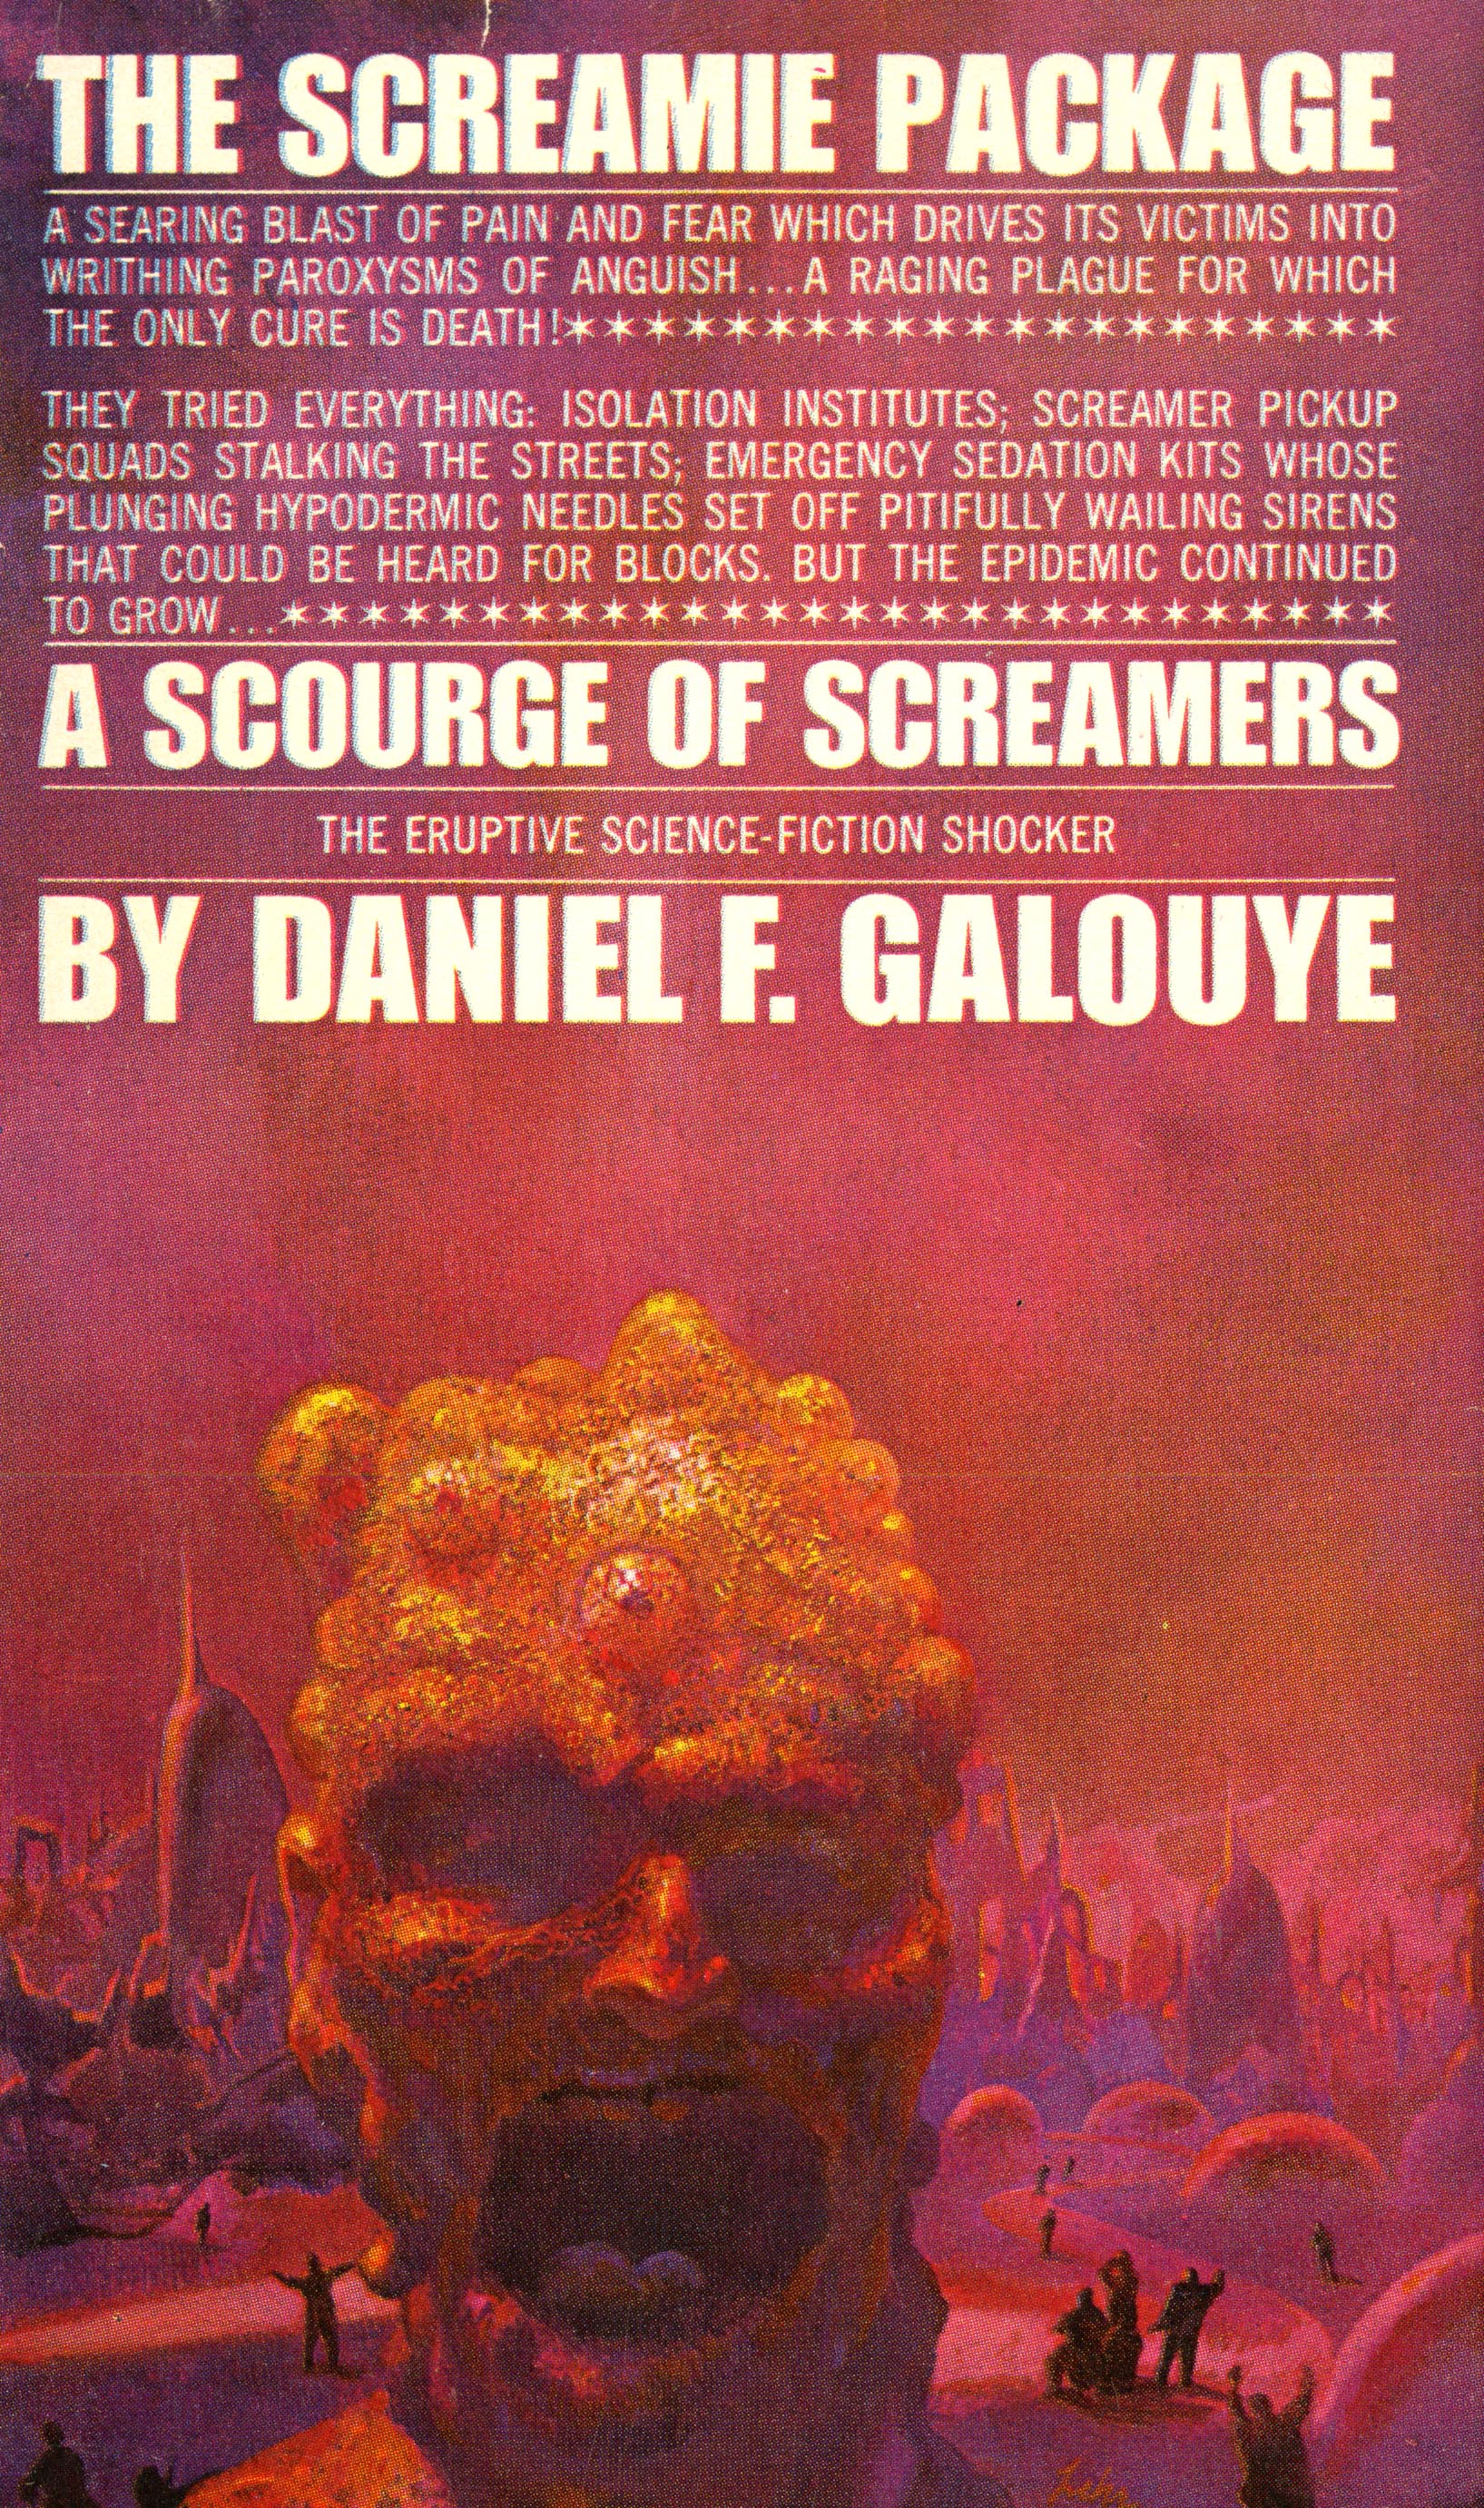 THE SCREAMIE PACKAGE
A SEARING BLAST OF PAIN AND FEAR WHICH DRIVES ITS VICTIMS INTO
WRITHING PAROXYSMS OF ANGUISH...A RAGING PLAGUE FOR WHICH
THE ONLY CURE IS DEATH!✶✶✶✶✶✶✶✶✶✶✶✶✶✶✶✶✶✶✶✶✶
THEY TRIED EVERYTHING: ISOLATION INSTITUTES; SCREAMER PICKUP
SQUADS STALKING THE STREETS; EMERGENCY SEDATION KITS WHOSE
PLUNGING HYPODERMIC NEEDLES SET OFF PITIFULLY WAILING SIRENS
THAT COULD BE HEARD FOR BLOCKS. BUT THE EPIDEMIC CONTINUED
TO GROW...✶✶✶✶✶✶✶✶✶✶✶✶✶✶✶✶✶✶✶✶✶✶✶✶✶✶✶✶
A SCOURGE OF SCREAMERS
THE ERUPTIVE SCIENCE-FICTION SHOCKER
BY DANIEL F. GALOUYE